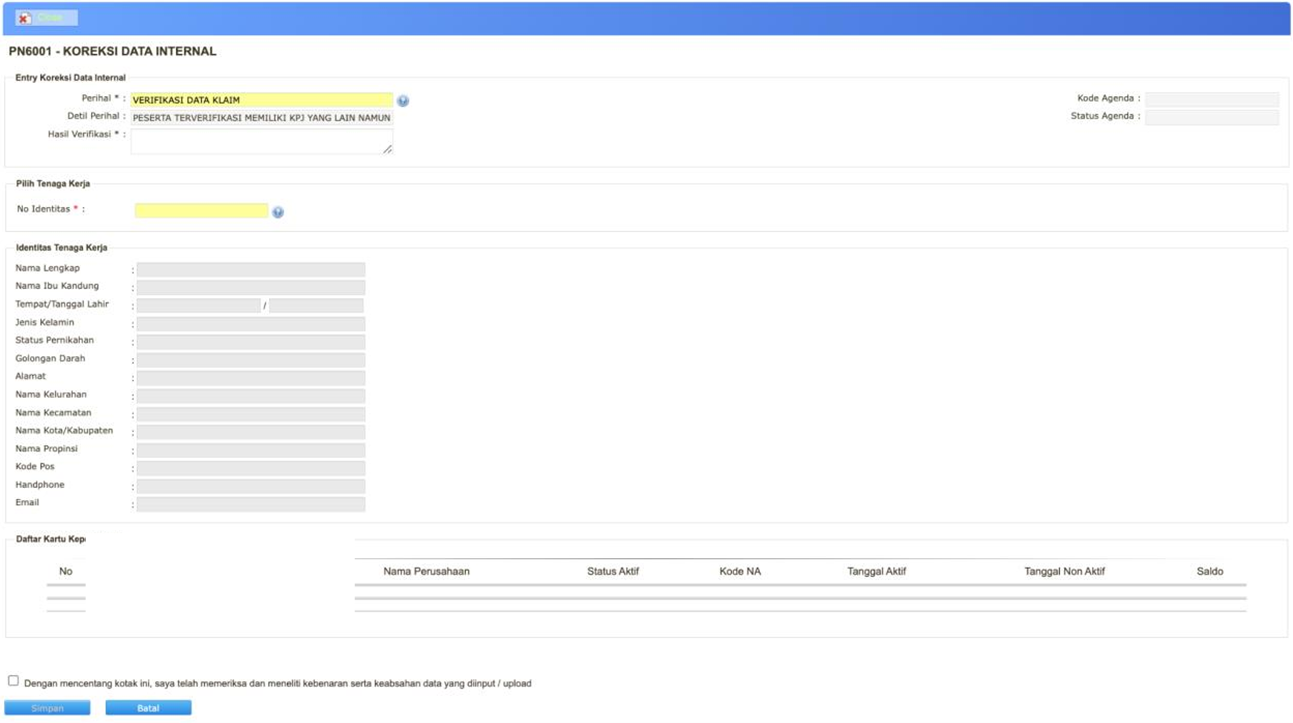 Close
PN6001 - KOREKSI DATA INTERNAL
Entry Koreksi Data Internal
Perihal * : VERIFIKASI DATA KLAIM
Kode Agenda :
Detil Perihal : PESERTA TERVERIFIKASI MEMILIKI KPJ YANG LAIN NAMUN
Status Agenda :
Hasil Verifikasi * :
Pilih Tenaga Kerja
No Identitas * :
Identitas Tenaga Kerja
Nama Lengkap :
Nama Ibu Kandung :
Tempat/Tanggal Lahir : /
Jenis Kelamin :
Status Pernikahan :
Golongan Darah :
Alamat :
Nama Kelurahan :
Nama Kecamatan :
Nama Kota/Kabupaten :
Nama Propinsi :
Kode Pos :
Handphone :
Email :
Daftar Kartu
No Nama Perusahaan Status Aktif Kode NA Tanggal Aktif Tanggal Non Aktif Saldo
Dengan mencentang kotak ini, saya telah memeriksa dan meneliti kebenaran serta keabsahan data yang diinput / upload
Simpan Batal